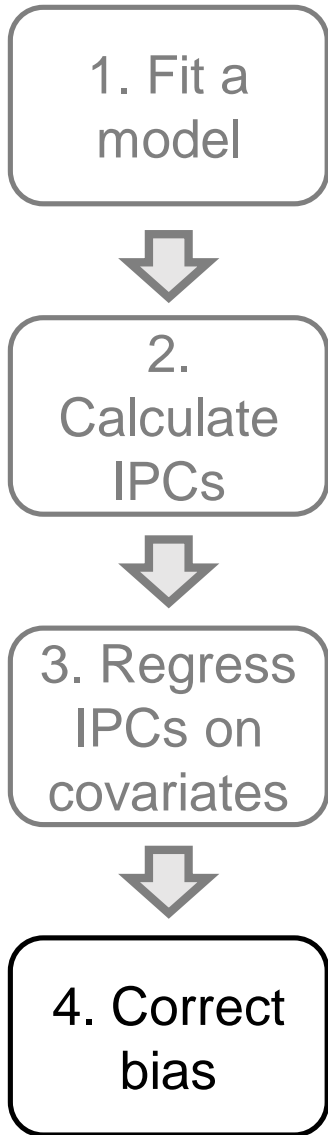 1. Fit a
model
2.
Calculate
IPCs
3. Regress
IPCs on
covariates
4. Correct
bias